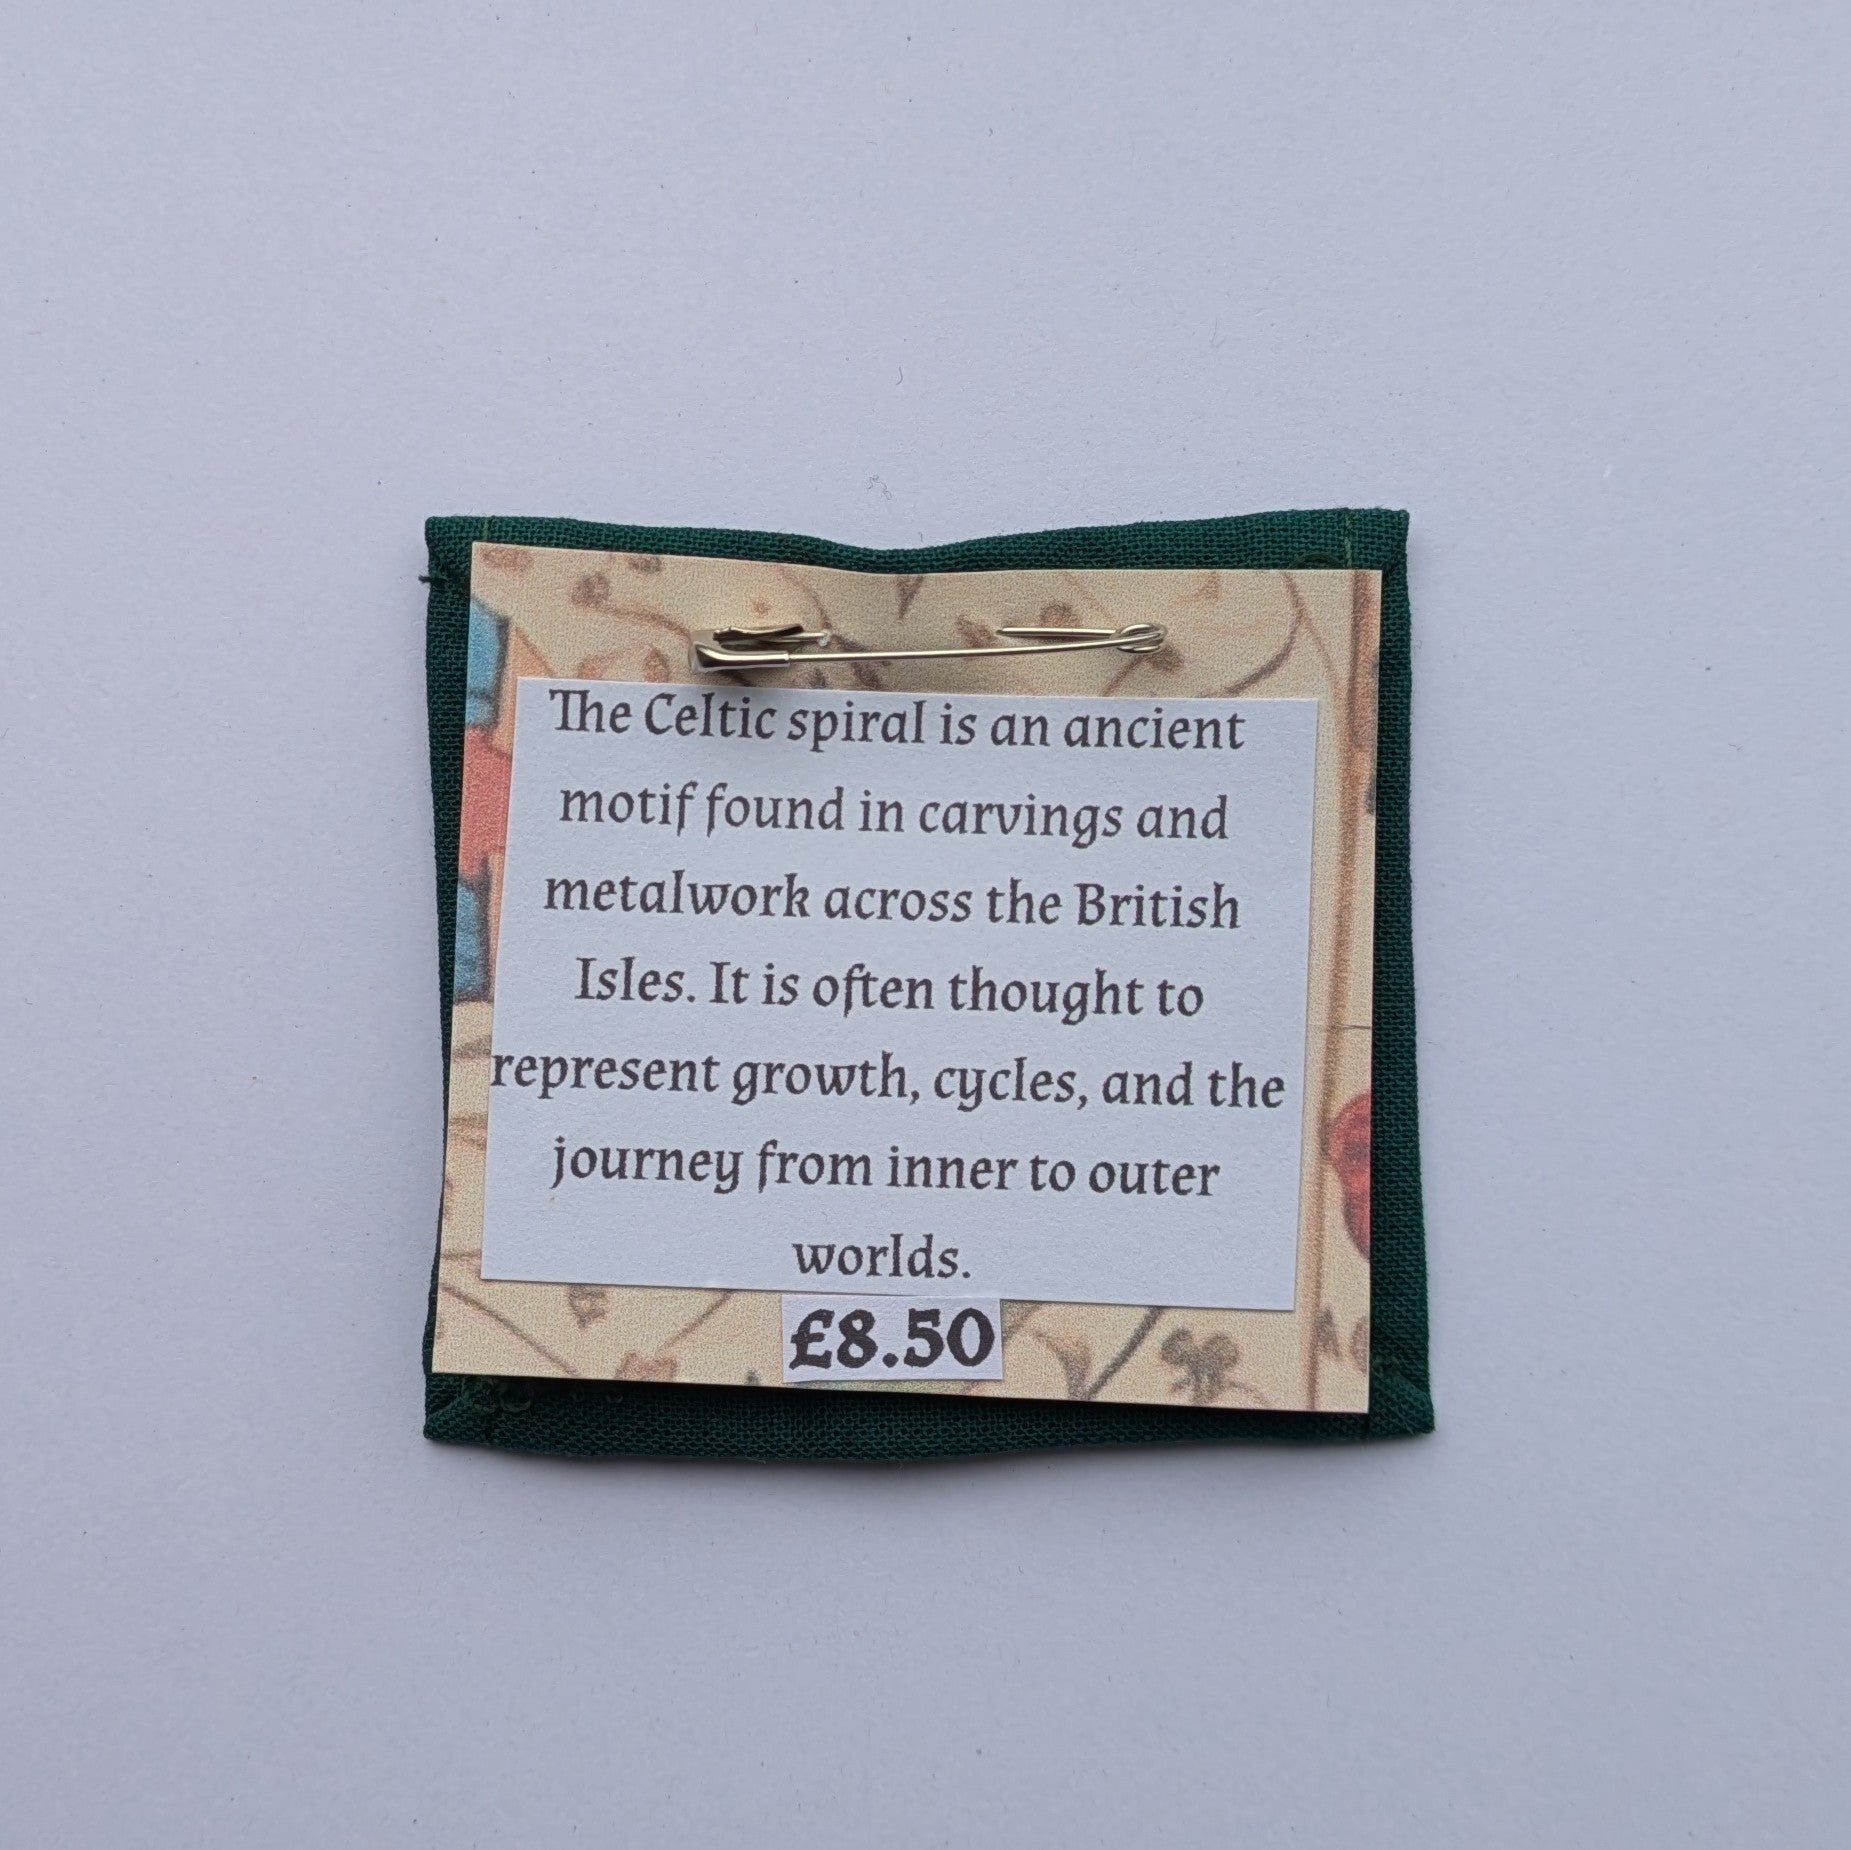 The Celtic spiral is an ancient
motif found in carvings and
metalwork across the British
Isles. It is often thought to
represent growth, cycles, and the
journey from inner to outer
worlds.
£8.50